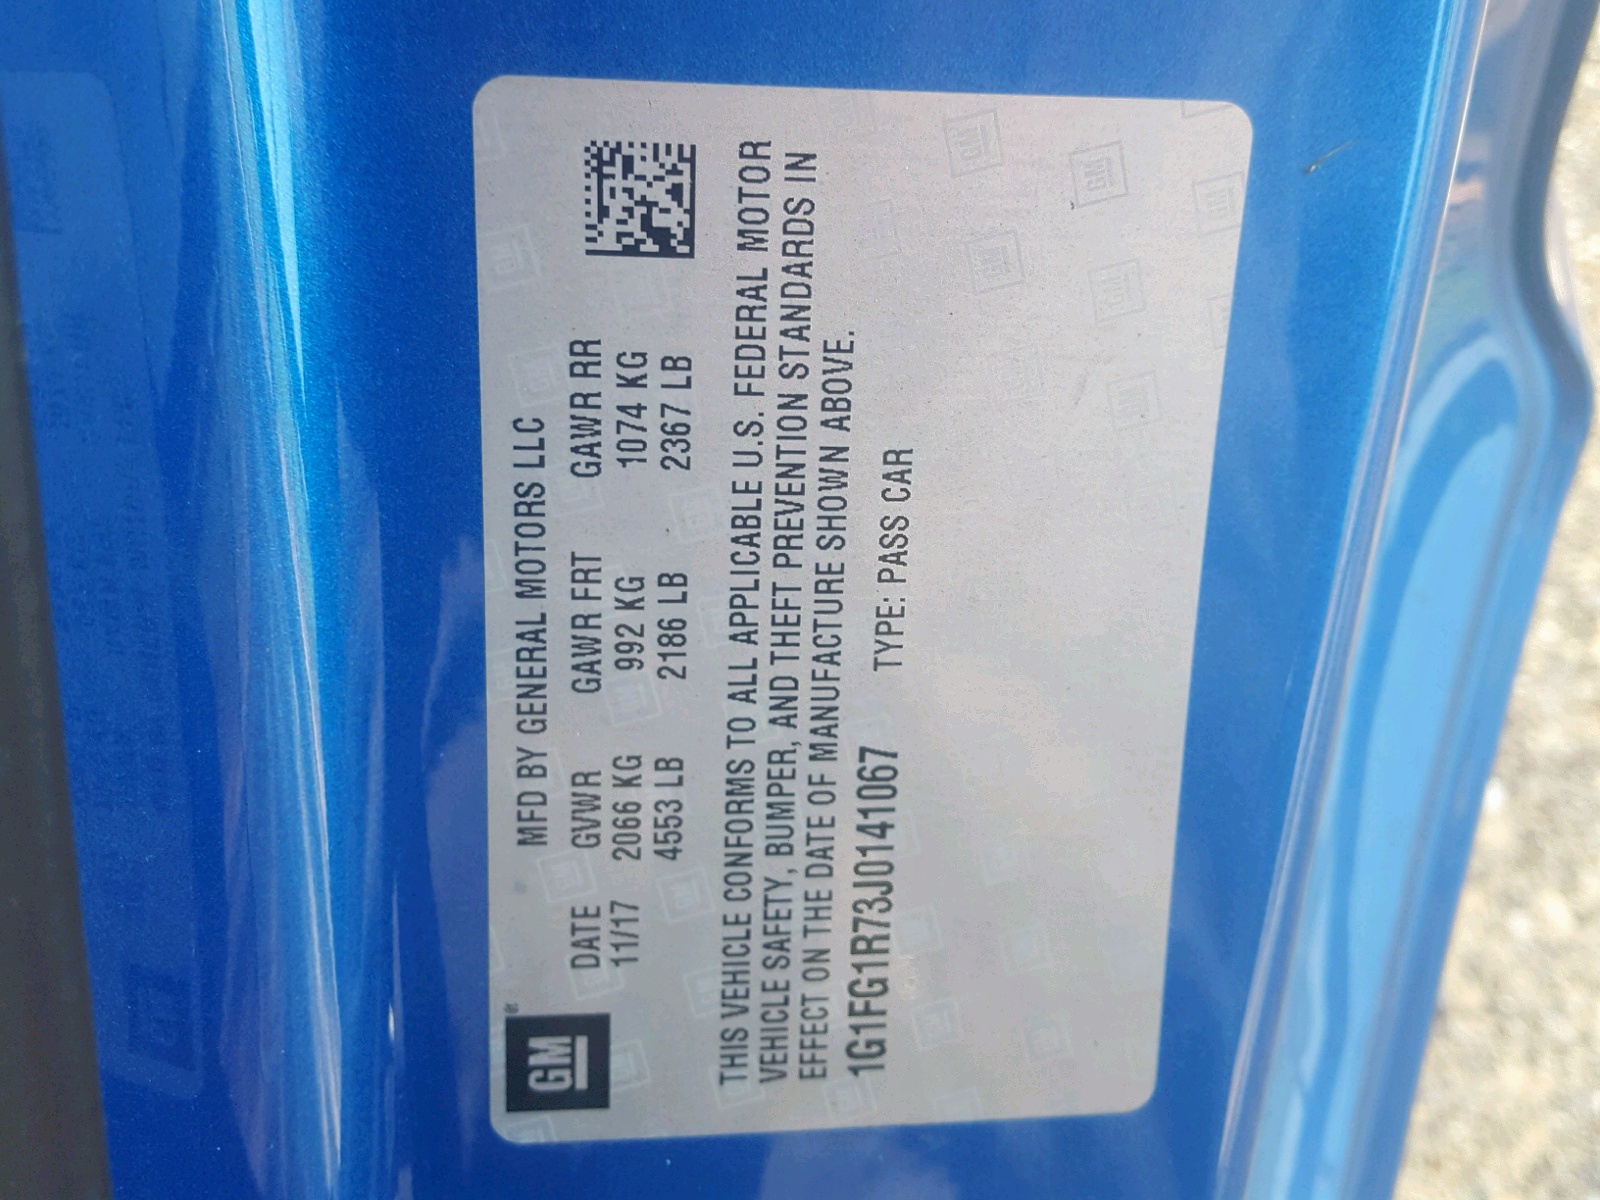 GM®
MFD BY GENERAL MOTORS LLC
DATE GVWR GAWR FRT GAWR RR
11/17 2066 KG 992 KG 1074 KG
4553 LB 2186 LB 2367 LB
THIS VEHICLE CONFORMS TO ALL APPLICABLE U.S. FEDERAL MOTOR
VEHICLE SAFETY, BUMPER, AND THEFT PREVENTION STANDARDS IN
EFFECT ON THE DATE OF MANUFACTURE SHOWN ABOVE.
1G1FG1R73J0141067 TYPE: PASS CAR